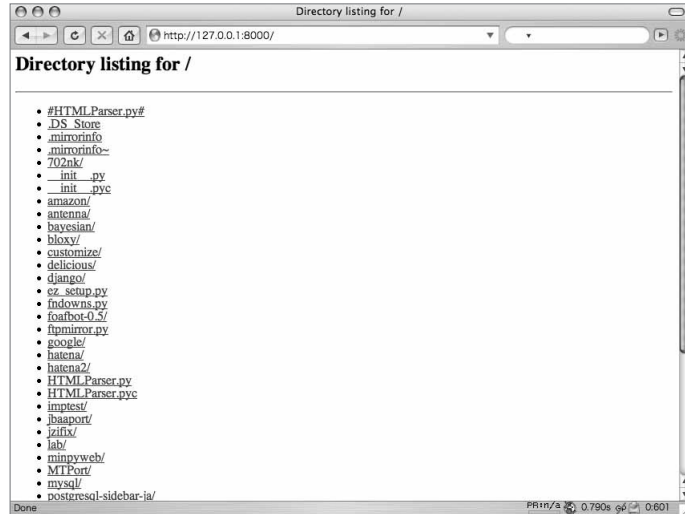 Directory listing for /
http://127.0.0.1:8000/
Directory listing for /
#HTMLParser.py#
.DS_Store
.mirrorinfo
.mirrorinfo~
702nk/
__init__.py
__init__.pyc
amazon/
antenna/
bayesian/
bloxy/
customize/
delicious/
django/
ez_setup.py
fndowns.py
foafbot-0.5/
ftpmirror.py
google/
hatena/
hatena2/
HTMLParser.py
HTMLParser.pyc
imptest/
jbaaport/
jzifix/
lab/
minpyweb/
MTPort/
mysql/
postgresql-sidebar-ja/
Done PR:n/a 0.790s 0:601